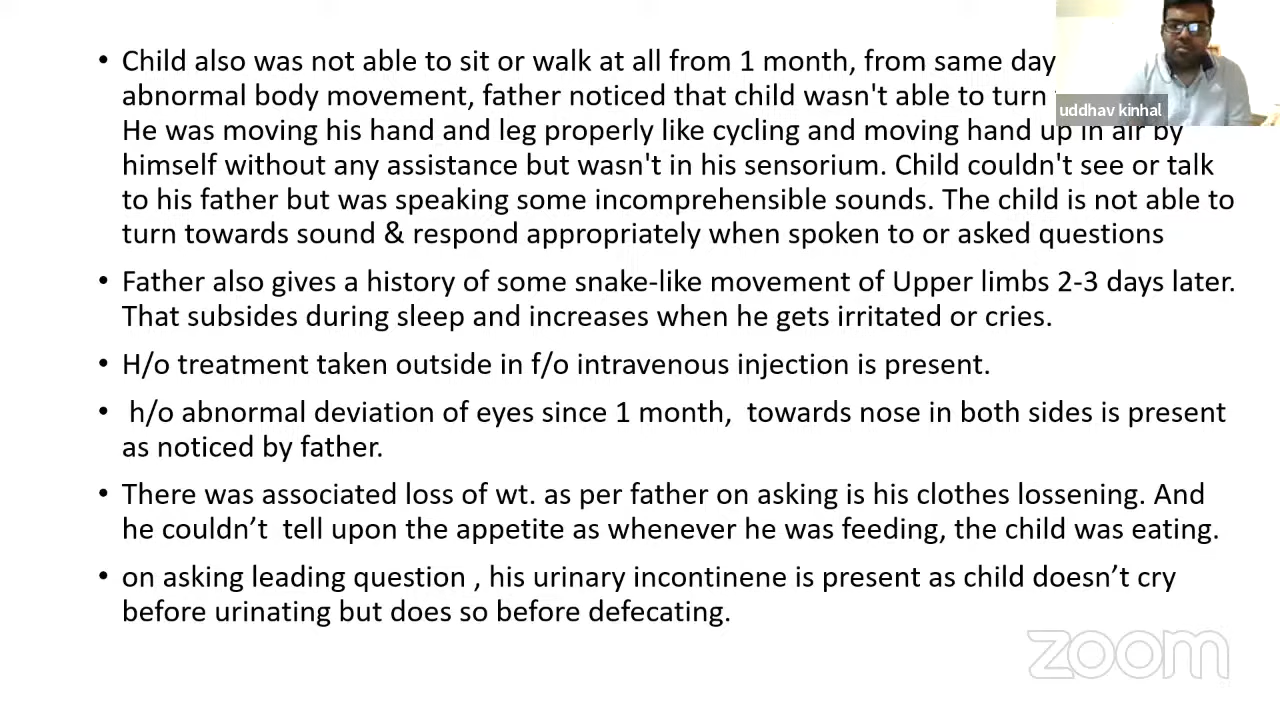 • Child also was not able to sit or walk at all from 1 month, from same day
abnormal body movement, father noticed that child wasn't able to turn
uddhav kinhal
He was moving his hand and leg properly like cycling and moving hand up in air by
himself without any assistance but wasn't in his sensorium. Child couldn't see or talk
to his father but was speaking some incomprehensible sounds. The child is not able to
turn towards sound & respond appropriately when spoken to or asked questions
• Father also gives a history of some snake-like movement of Upper limbs 2-3 days later.
That subsides during sleep and increases when he gets irritated or cries.
• H/o treatment taken outside in f/o intravenous injection is present.
• h/o abnormal deviation of eyes since 1 month, towards nose in both sides is present
as noticed by father.
• There was associated loss of wt. as per father on asking is his clothes lossening. And
he couldn't tell upon the appetite as whenever he was feeding, the child was eating.
• on asking leading question , his urinary incontinene is present as child doesn't cry
before urinating but does so before defecating.
zoom